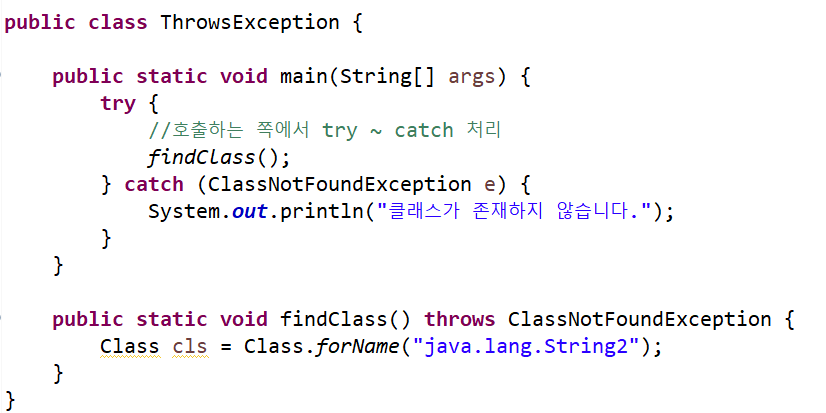 public class ThrowsException {
public static void main(String[] args) {
try {
//호출하는 쪽에서 try ~ catch 처리
findClass();
} catch (ClassNotFoundException e) {
System.out.println("클래스가 존재하지 않습니다.");
}
}
public static void findClass() throws ClassNotFoundException {
Class cls = Class.forName("java.lang.String2");
}
}